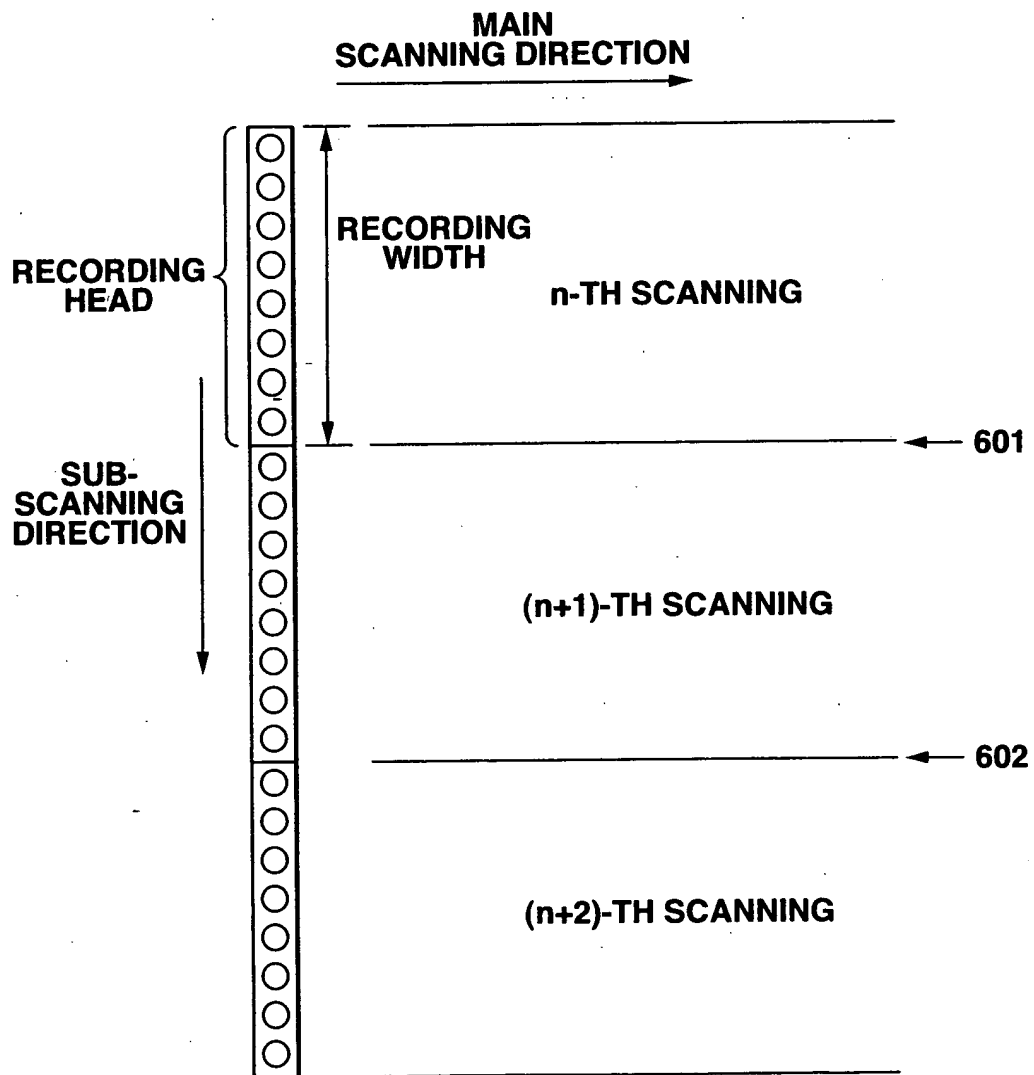 MAIN
SCANNING DIRECTION
RECORDING
WIDTH
RECORDING
HEAD
n-TH SCANNING
601
SUB-
SCANNING
DIRECTION
(n+1)-TH SCANNING
602
(n+2)-TH SCANNING